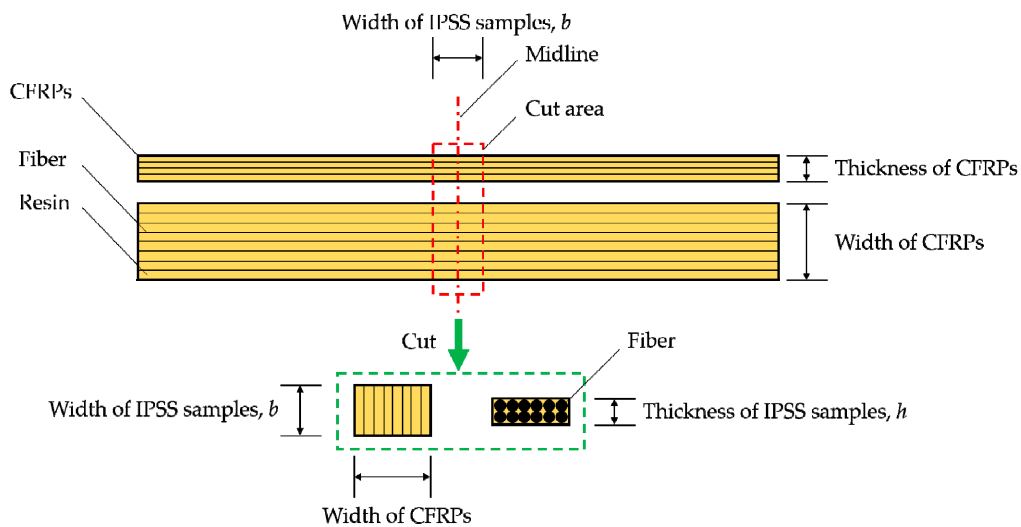 Width of IPSS samples, b
Midline
CFRPs
Cut area
Fiber
Thickness of CFRPs
Resin
Width of CFRPs
Cut
Fiber
Width of IPSS samples, b
Thickness of IPSS samples, h
Width of CFRPs